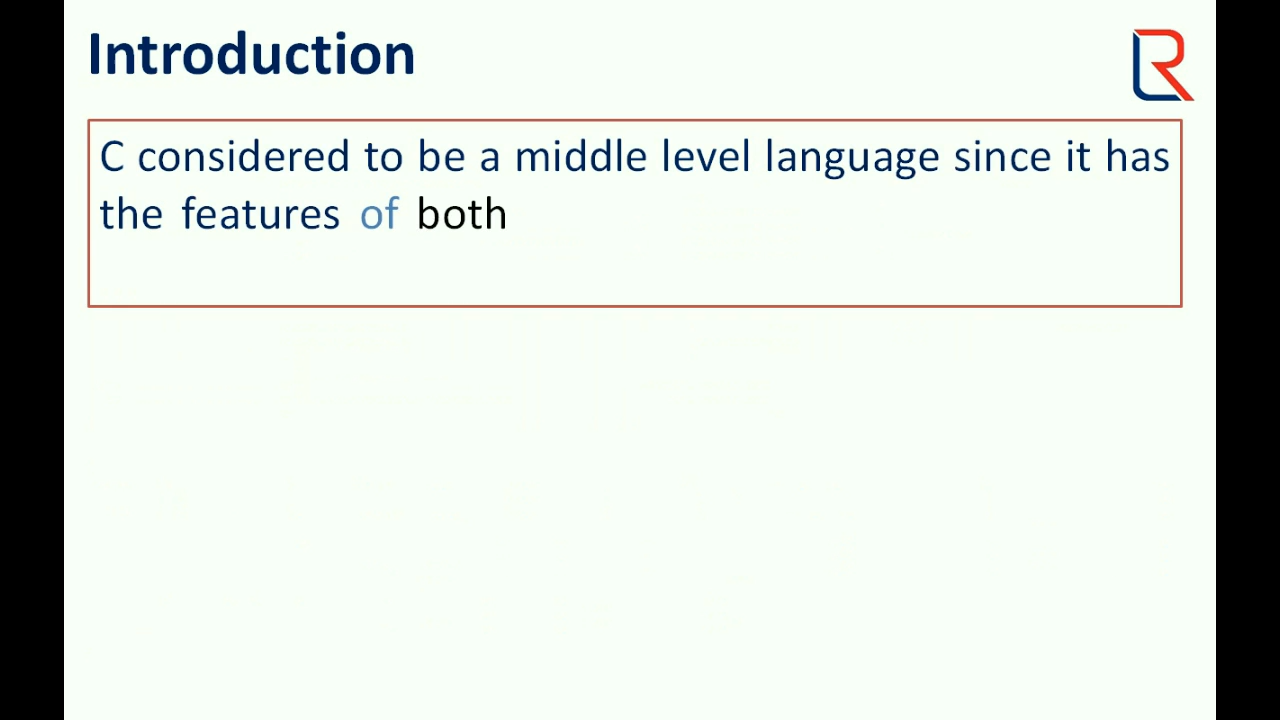 Introduction
C considered to be a middle level language since it has
the features of both